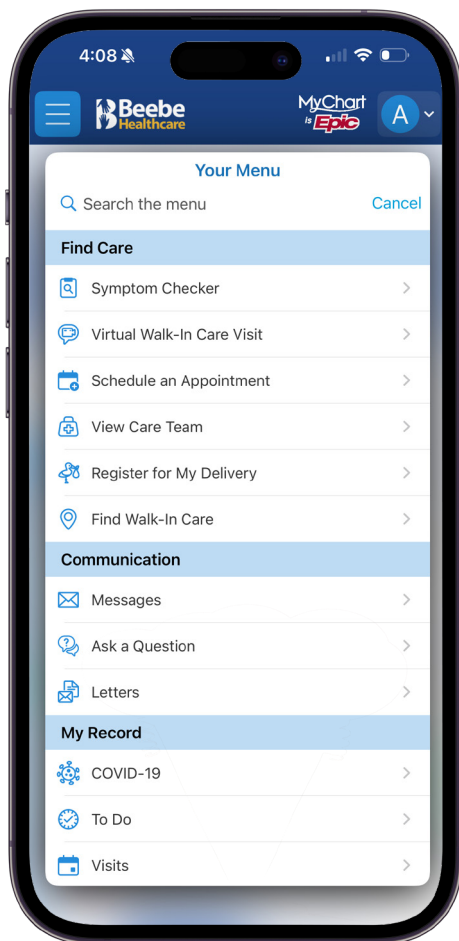 4:08
Beebe
Healthcare
MyChart
is Epic
A
Your Menu
Search the menu
Cancel
Find Care
Symptom Checker
Virtual Walk-In Care Visit
Schedule an Appointment
View Care Team
Register for My Delivery
Find Walk-In Care
Communication
Messages
Ask a Question
Letters
My Record
COVID-19
To Do
Visits